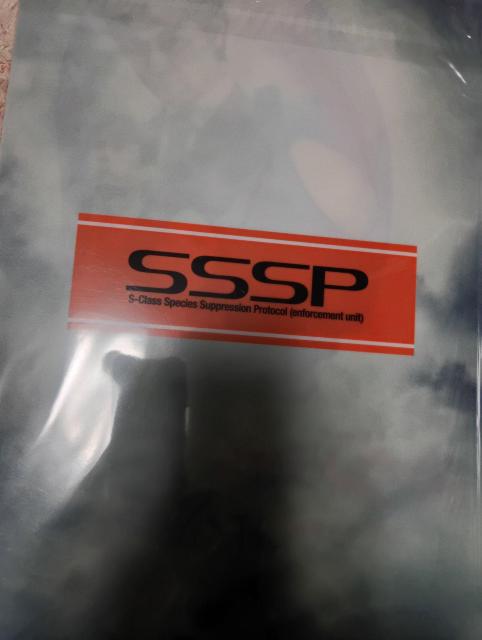 SSSP
S-Class Species Suppression Protocol (enforcement unit)